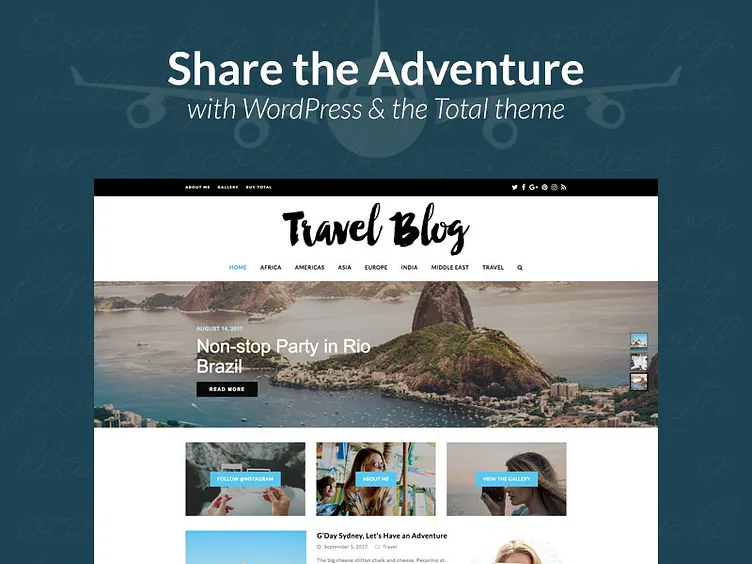 Share the Adventure
with WordPress & the Total theme
ABOUT ME GALLERY BUY TOTAL
Travel Blog
HOME AFRICA AMERICAS ASIA EUROPE INDIA MIDDLE EAST TRAVEL
AUGUST 14, 2017
Non-stop Party in Rio
Brazil
READ MORE
FOLLOW @INSTAGRAM
ABOUT ME
VIEW THE GALLERY
G'Day Sydney, Let's Have an Adventure
September 5, 2017 Travel
The big cheese stilton chalk and cheese. Pecorino st.